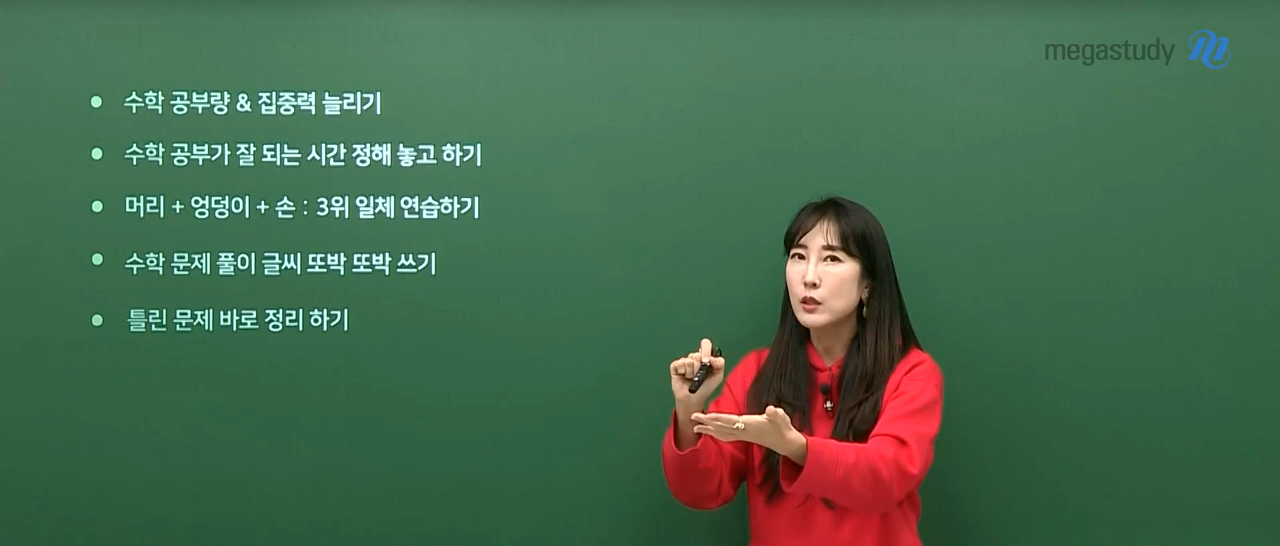 megastudy
수학 공부량 & 집중력 늘리기
수학 공부가 잘 되는 시간 정해 놓고 하기
머리 + 엉덩이 + 손 : 3위 일체 연습하기
수학 문제 풀이 글씨 또박 또박 쓰기
틀린 문제 바로 정리 하기